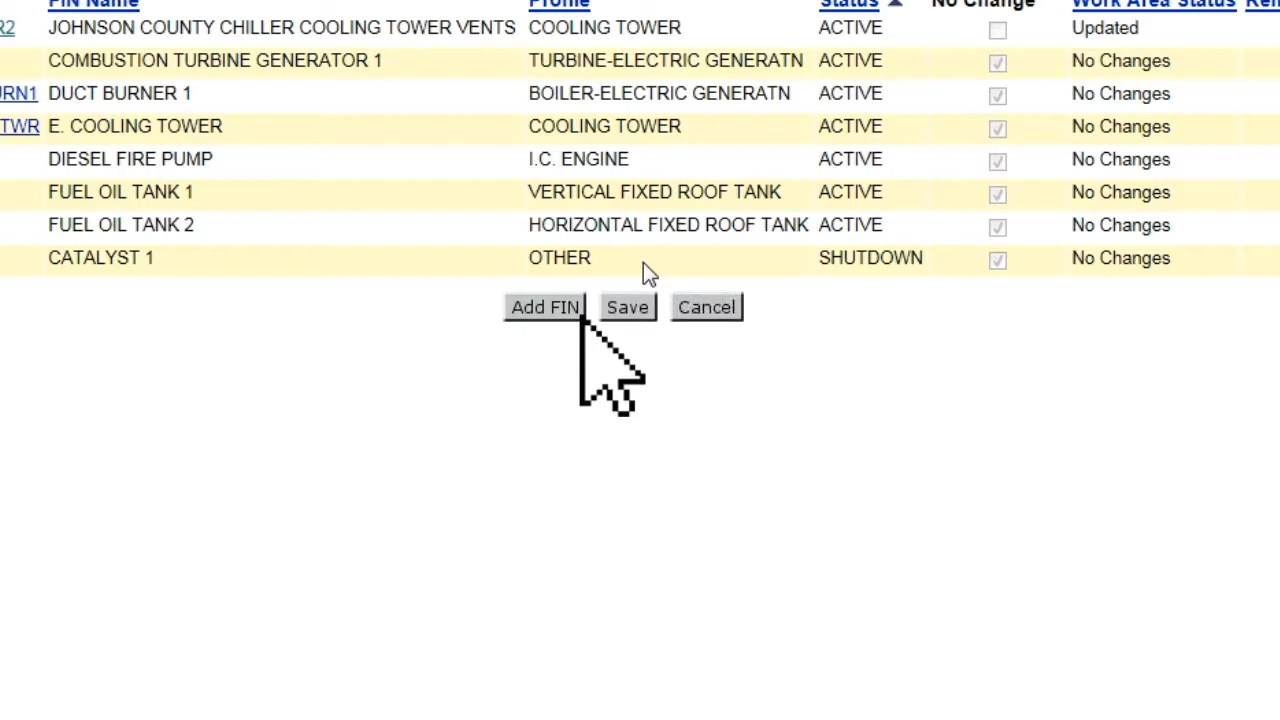 FIN Name Profile Status No Change Work Area Status
R2 JOHNSON COUNTY CHILLER COOLING TOWER VENTS COOLING TOWER ACTIVE Updated
COMBUSTION TURBINE GENERATOR 1 TURBINE-ELECTRIC GENERATN ACTIVE No Changes
URN1 DUCT BURNER 1 BOILER-ELECTRIC GENERATN ACTIVE No Changes
TWR E. COOLING TOWER COOLING TOWER ACTIVE No Changes
DIESEL FIRE PUMP I.C. ENGINE ACTIVE No Changes
FUEL OIL TANK 1 VERTICAL FIXED ROOF TANK ACTIVE No Changes
FUEL OIL TANK 2 HORIZONTAL FIXED ROOF TANK ACTIVE No Changes
CATALYST 1 OTHER SHUTDOWN No Changes
Add FIN Save Cancel